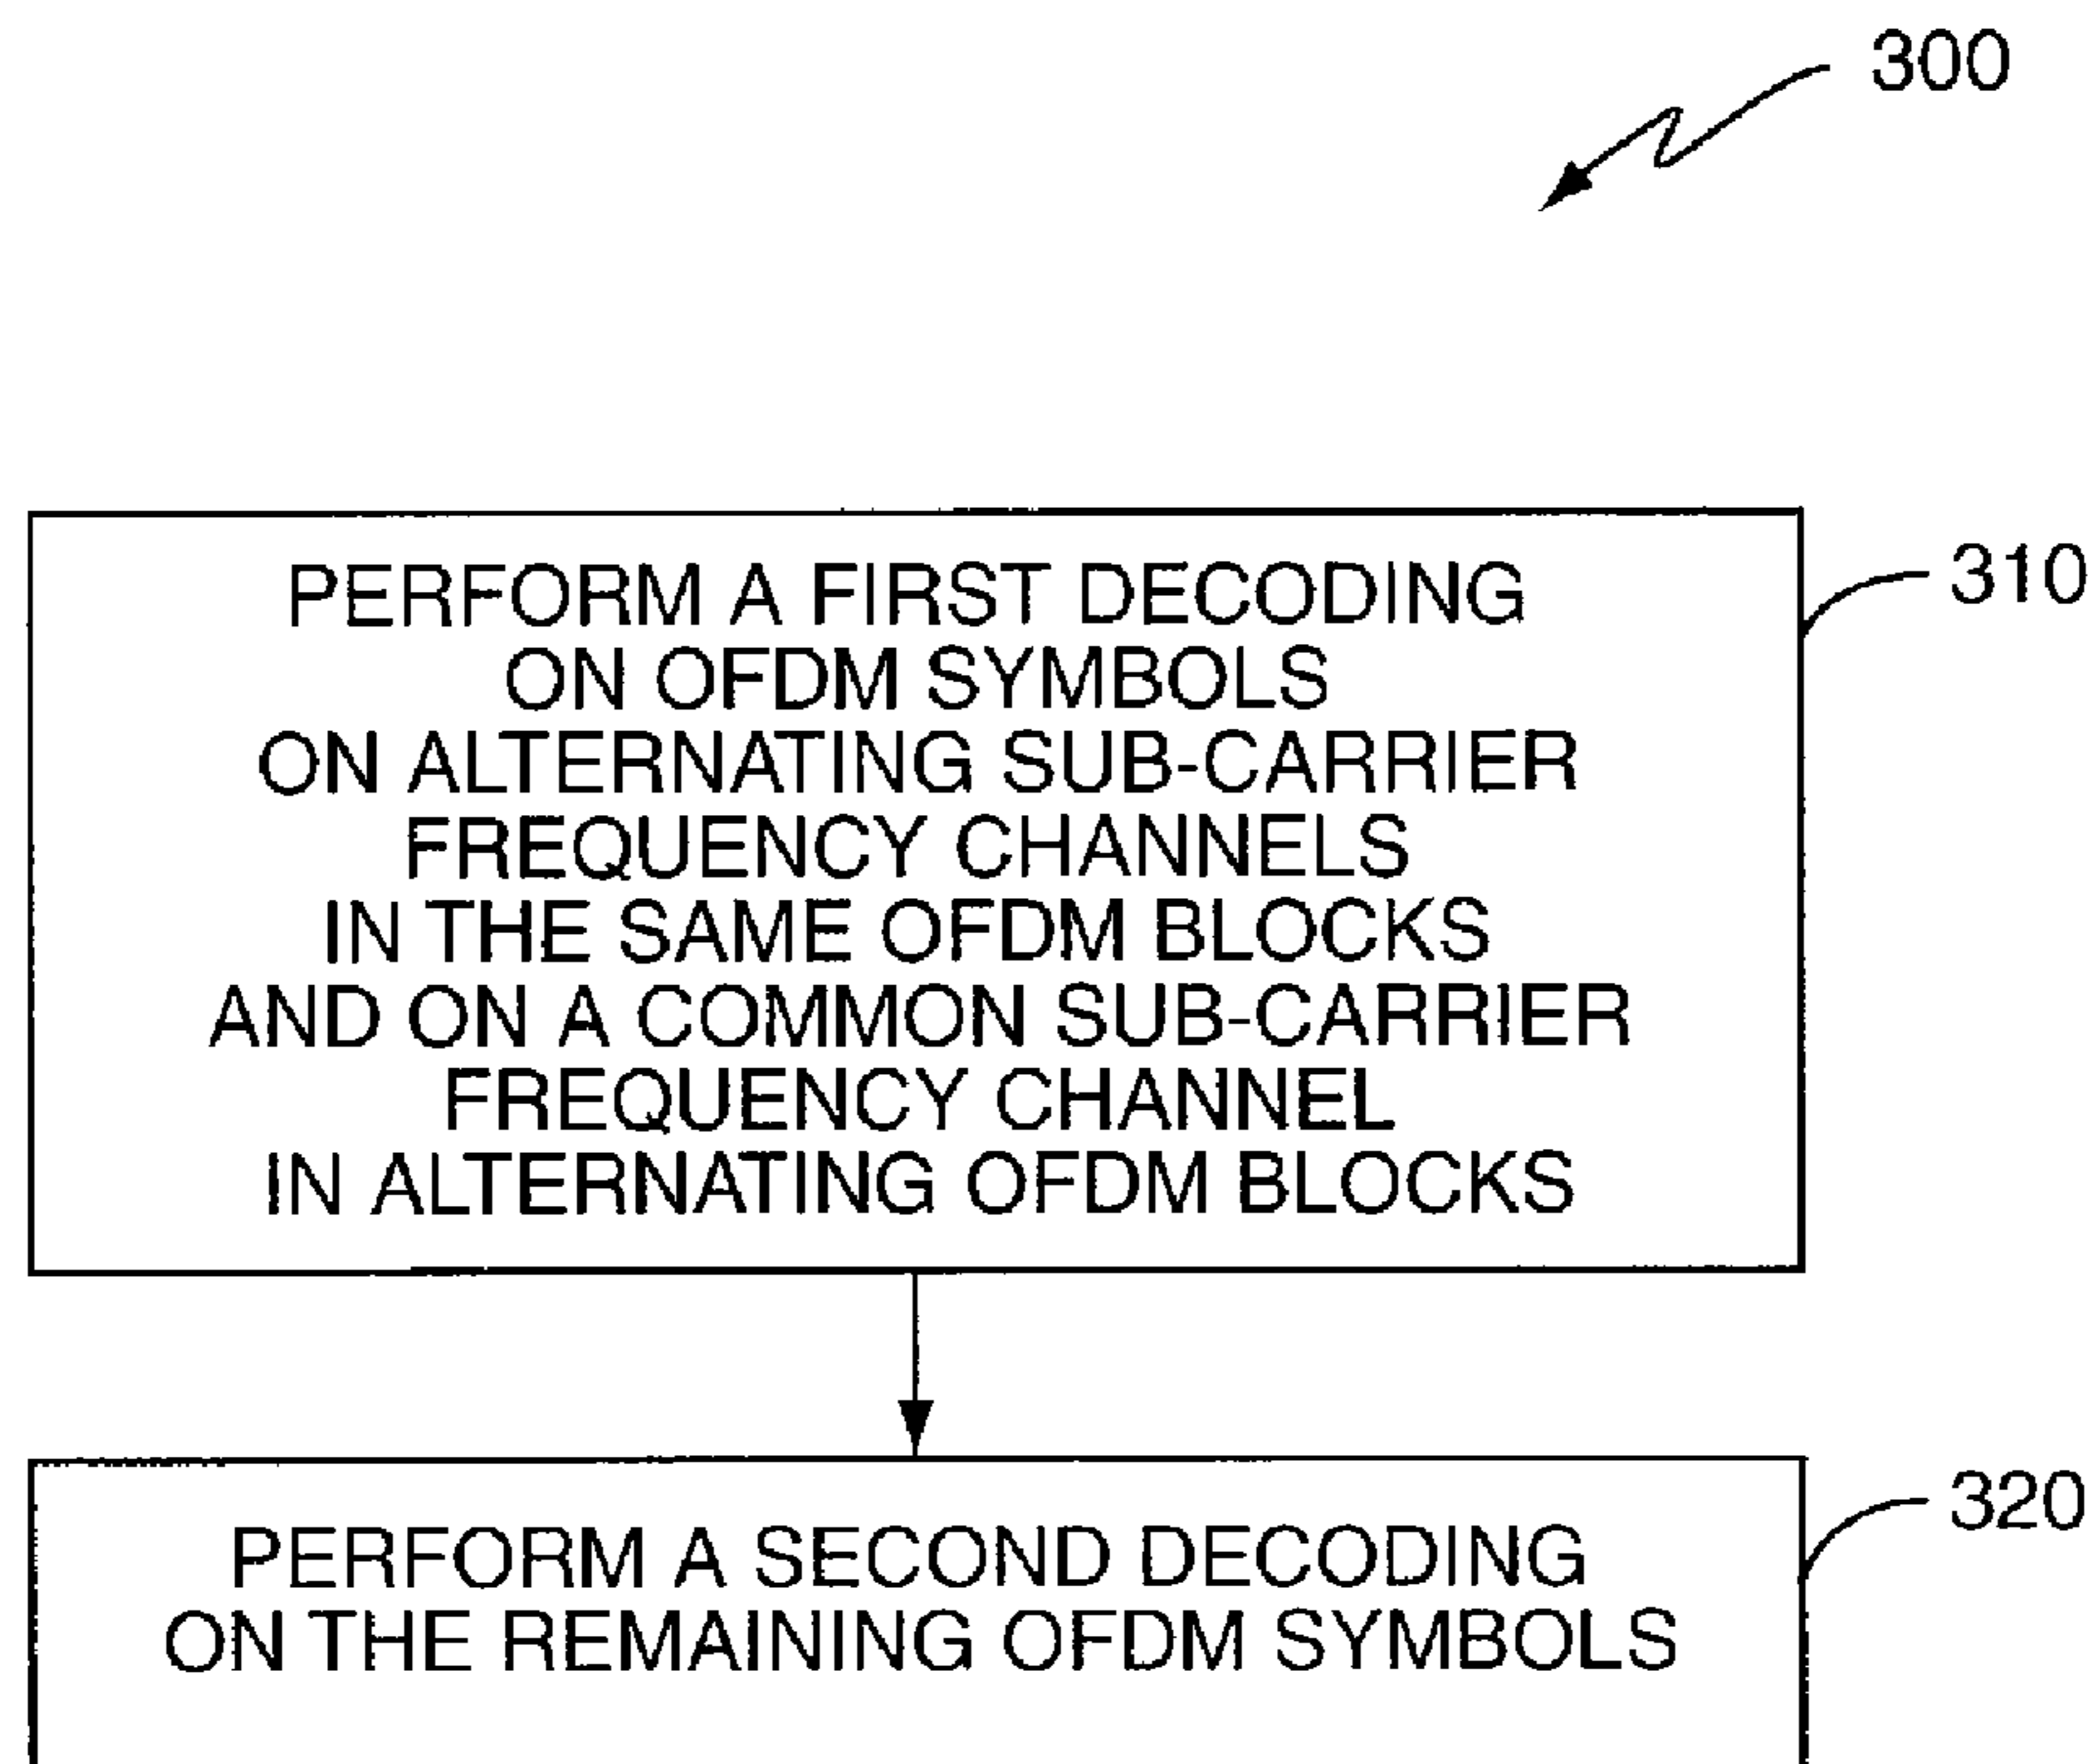 300
PERFORM A FIRST DECODING
ON OFDM SYMBOLS
ON ALTERNATING SUB-CARRIER
FREQUENCY CHANNELS
IN THE SAME OFDM BLOCKS
AND ON A COMMON SUB-CARRIER
FREQUENCY CHANNEL
IN ALTERNATING OFDM BLOCKS
310
PERFORM A SECOND DECODING
ON THE REMAINING OFDM SYMBOLS
320